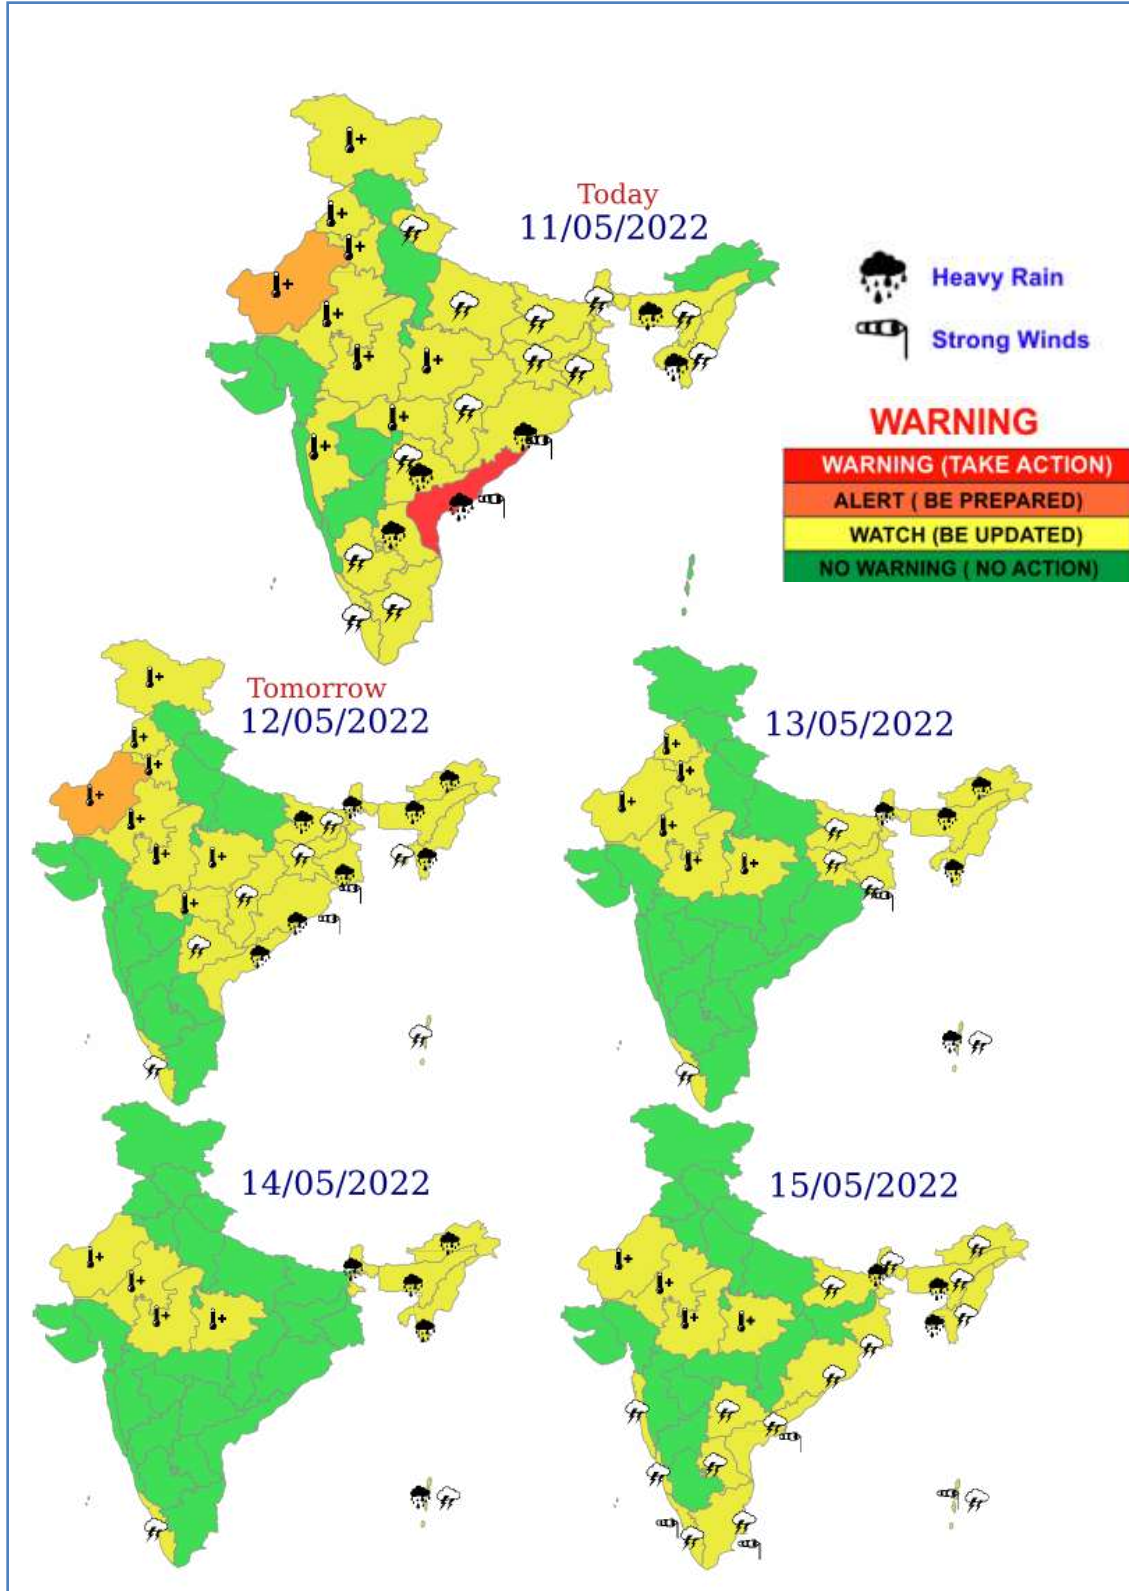 Today
11/05/2022
Heavy Rain
Strong Winds
WARNING
WARNING (TAKE ACTION)
ALERT ( BE PREPARED)
WATCH (BE UPDATED)
NO WARNING ( NO ACTION)
Tomorrow
12/05/2022
13/05/2022
14/05/2022
15/05/2022